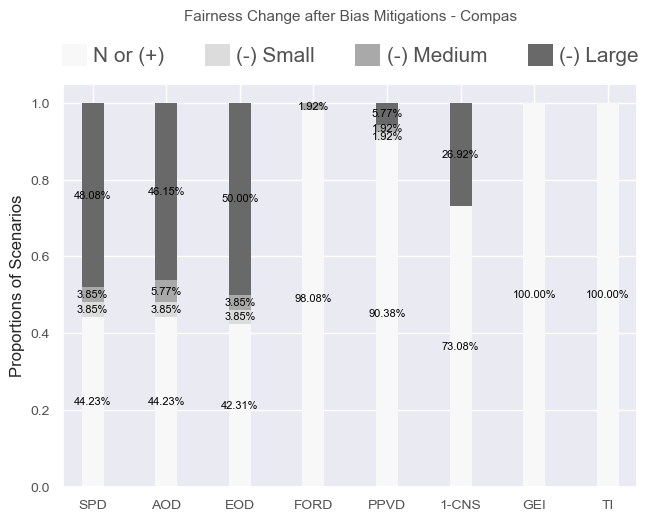 Fairness Change after Bias Mitigations - Compas
N or (+) (-) Small (-) Medium (-) Large
Proportions of Scenarios
1.0
0.8
0.6
0.4
0.2
0.0
48.08% 46.15% 50.00% 1.92% 5.77% 26.92%
1.92%
1.92%
3.85% 5.77% 3.85%
3.85% 3.85% 3.85%
44.23% 44.23% 42.31% 98.08% 90.38% 73.08% 100.00% 100.00%
SPD AOD EOD FORD PPVD 1-CNS GEI TI